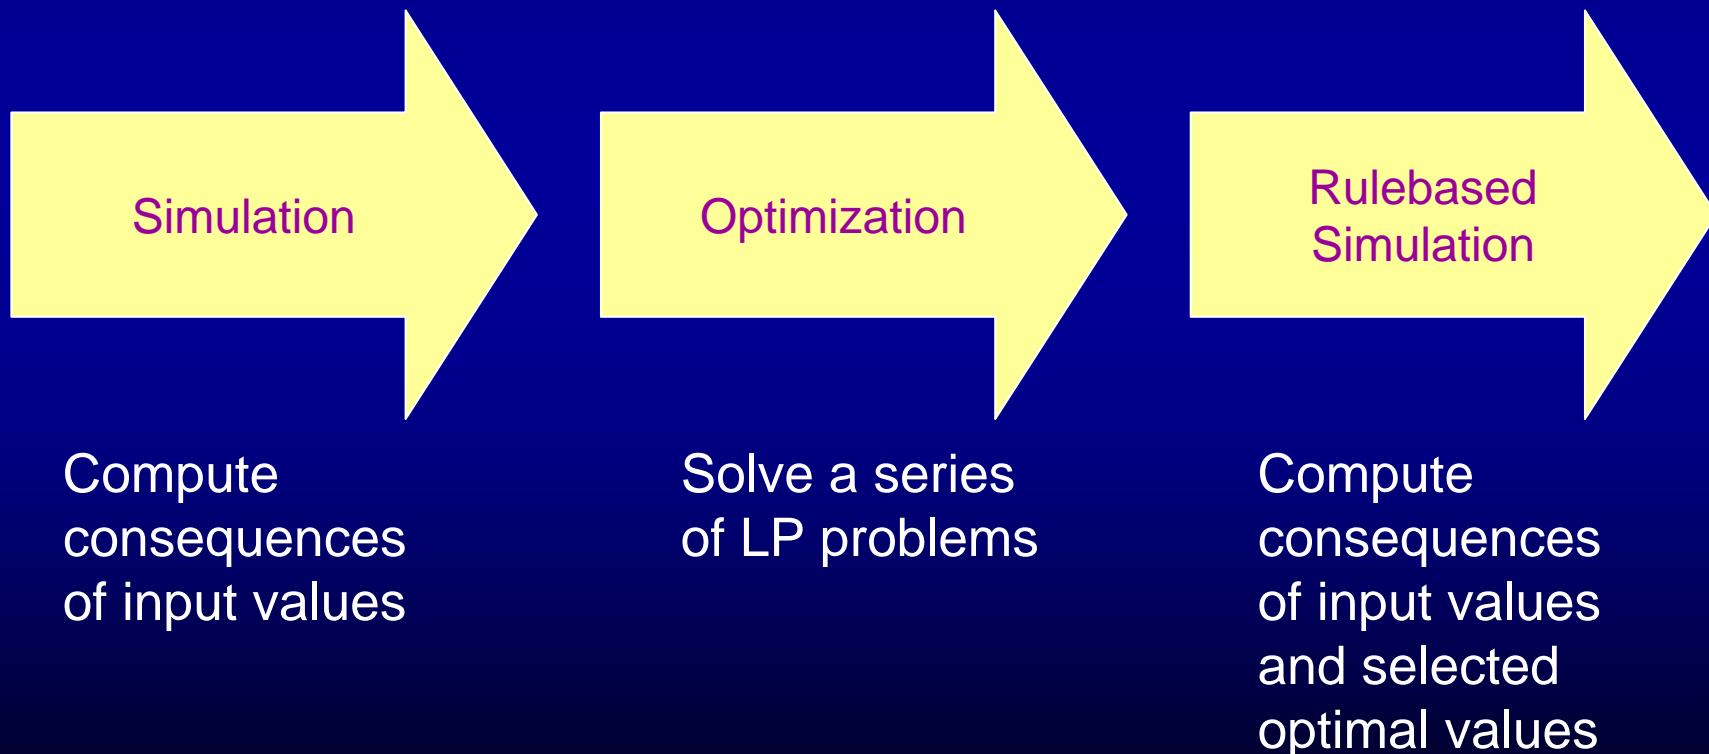 Simulation
Compute
consequences
of input values
Optimization
Solve a series
of LP problems
Rulebased
Simulation
Compute
consequences
of input values
and selected
optimal values